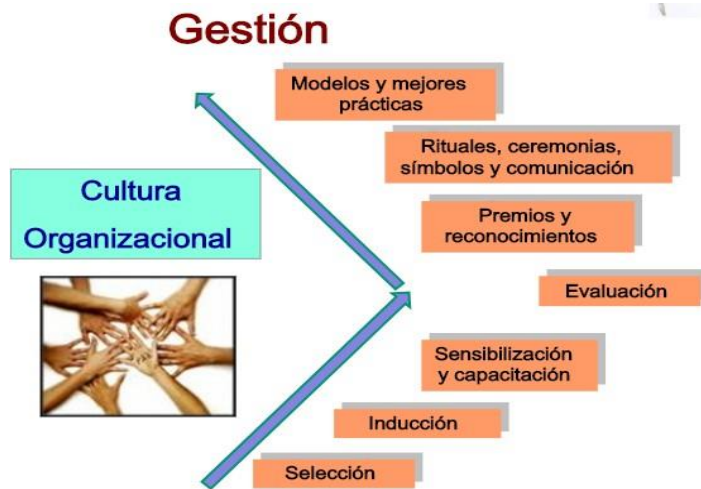 Gestión
Modelos y mejores
prácticas
Rituales, ceremonias,
símbolos y comunicación
Cultura
Organizacional
Premios y
reconocimientos
Evaluación
Sensibilización
y capacitación
Inducción
Selección